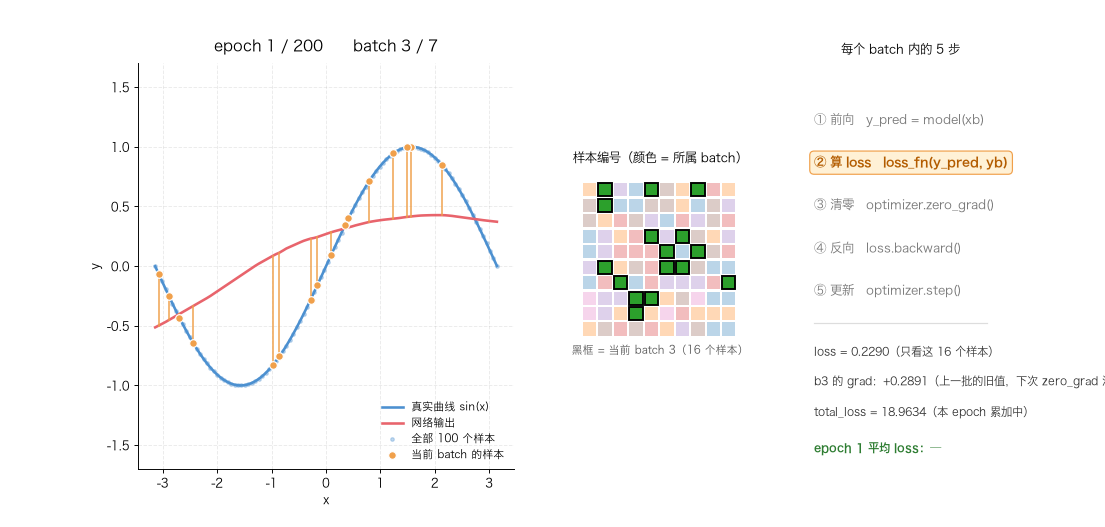 epoch 1 / 200 batch 3 / 7
1.5
1.0
0.5
0.0
-0.5
-1.0
-1.5
y
-3
-2
-1
0
1
2
3
x
真实曲线 sin(x)
网络输出
全部 100 个样本
当前 batch 的样本
样本编号（颜色 = 所属 batch）
黑框 = 当前 batch 3（16 个样本）
每个 batch 内的 5 步
① 前向 y_pred = model(xb)
② 算 loss loss_fn(y_pred, yb)
③ 清零 optimizer.zero_grad()
④ 反向 loss.backward()
⑤ 更新 optimizer.step()
loss = 0.2290（只看这 16 个样本）
b3 的 grad：+0.2891（上一批的旧值，下次 zero_grad
total_loss = 18.9634（本 epoch 累加中）
epoch 1 平均 loss：—